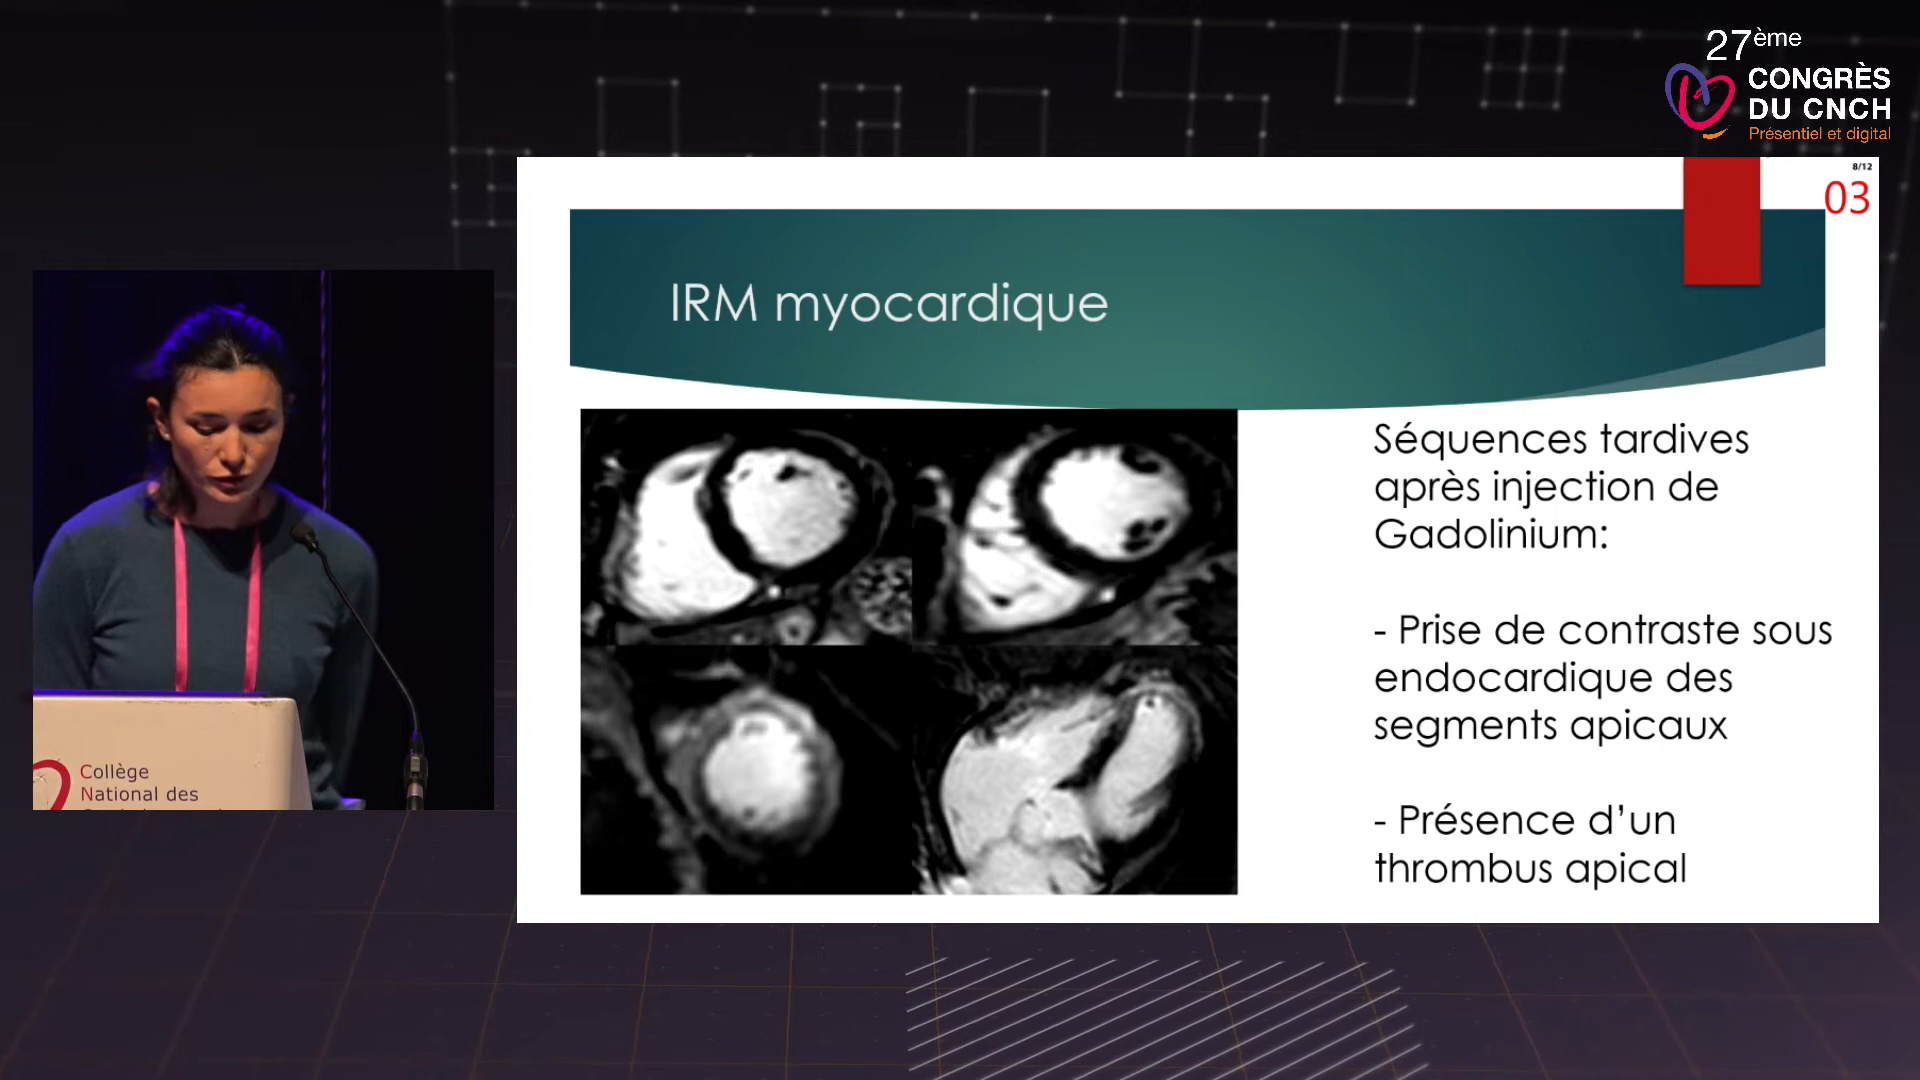 27ème
CONGRÈS
DU CNCH
Présentiel et digital
8/12
03
IRM myocardique
Séquences tardives
après injection de
Gadolinium:
- Prise de contraste sous
endocardique des
segments apicaux
- Présence d’un
thrombus apical
Collège
National des